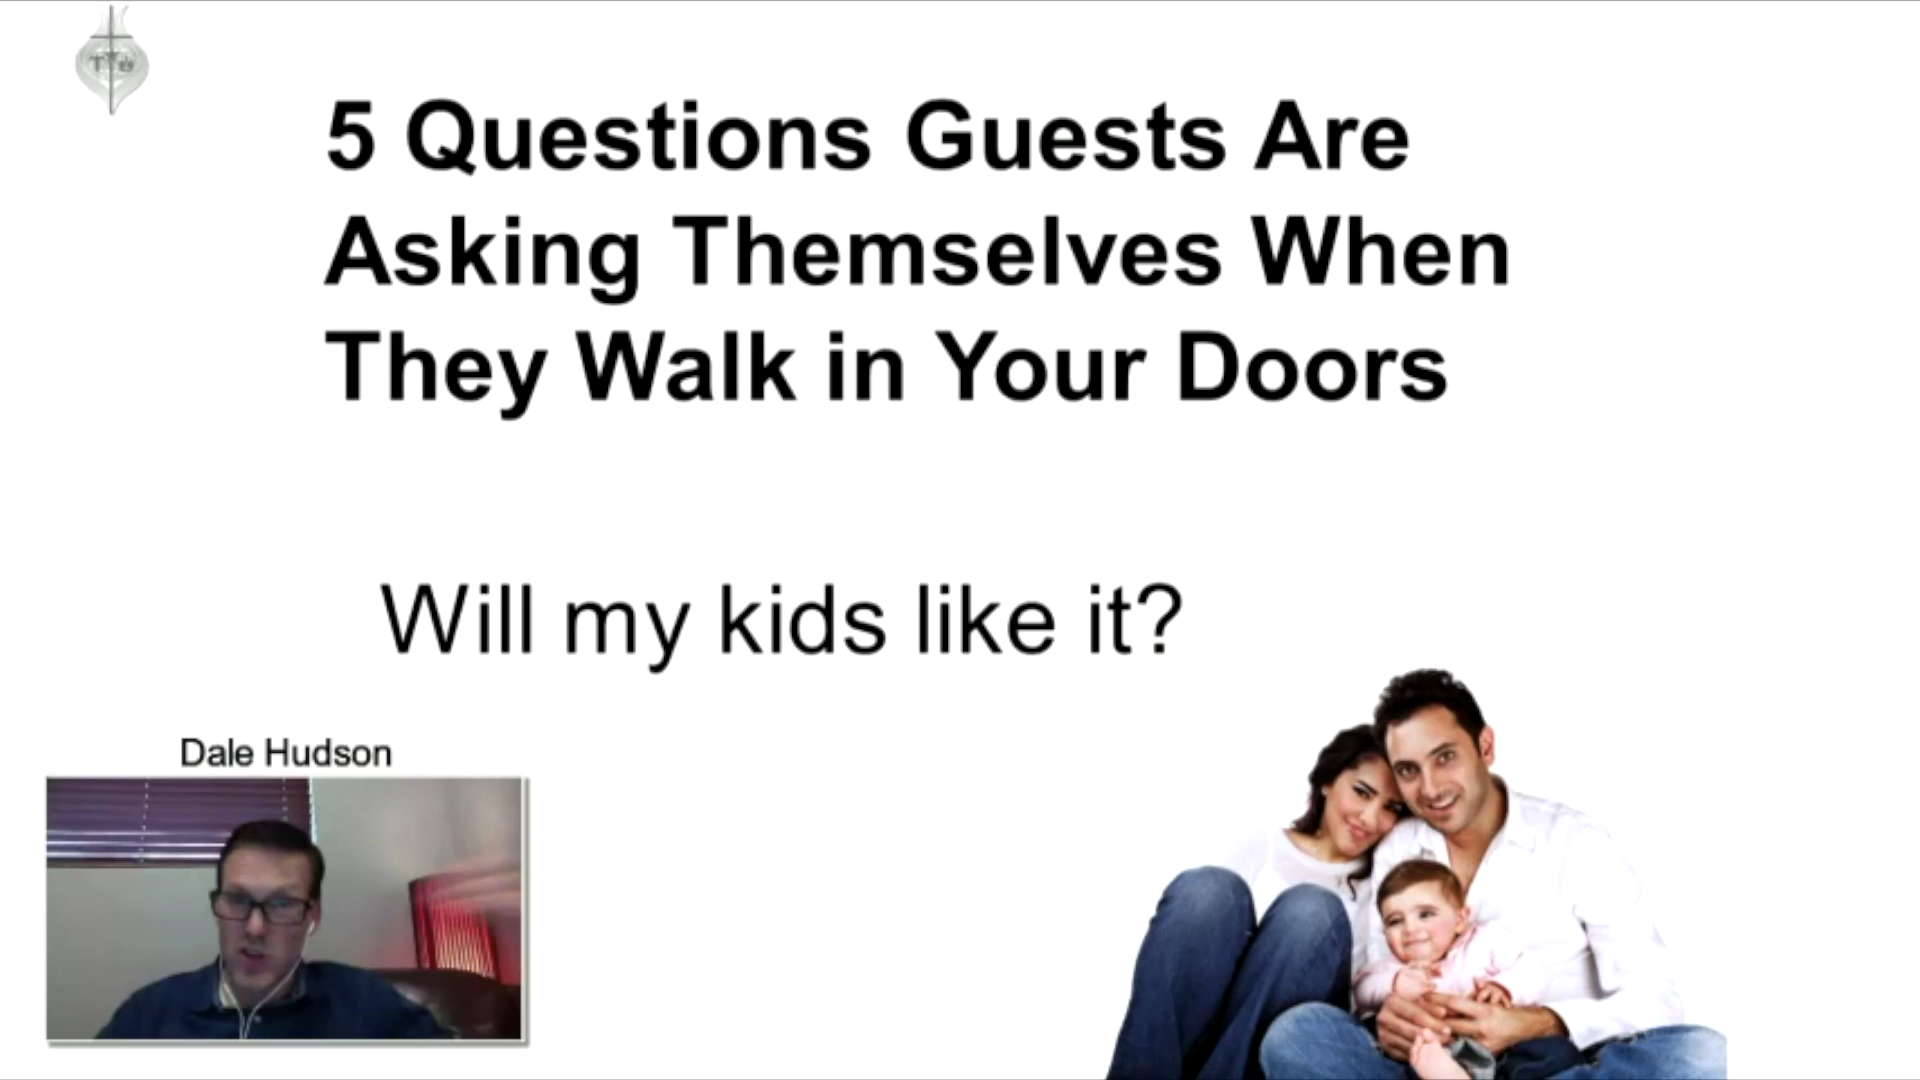 5 Questions Guests Are
Asking Themselves When
They Walk in Your Doors
Will my kids like it?
Dale Hudson